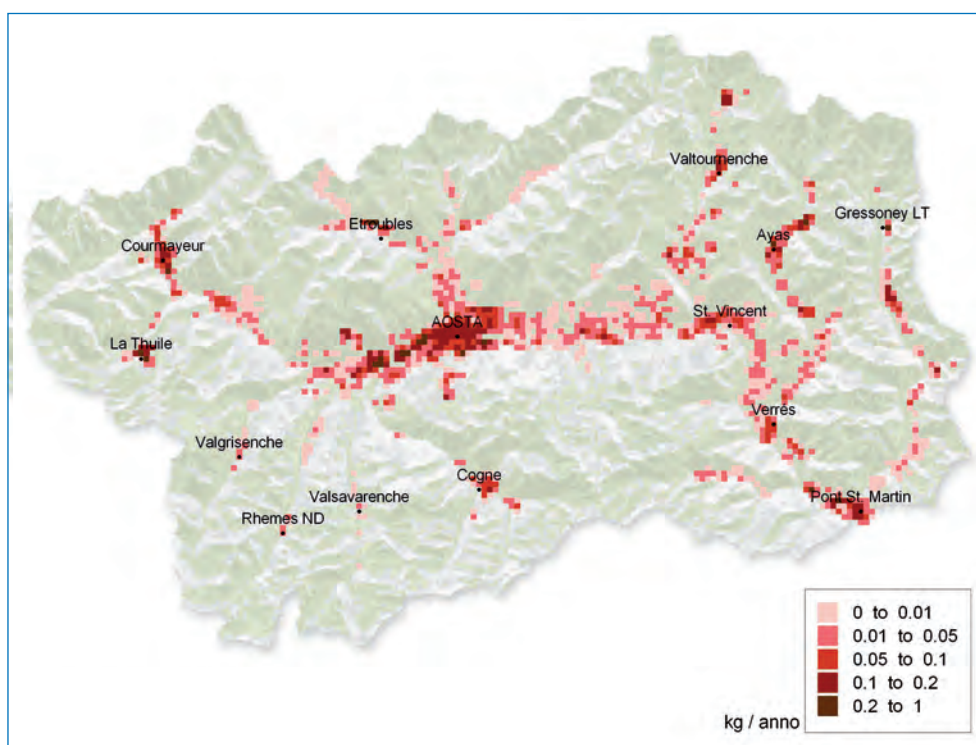 Valtournenche
Etroubles
Gressoney LT
Ayas
Courmayeur
AOSTA
St. Vincent
La Thuile
Verrès
Valgrisenche
Cogne
Valsavarenche
Pont St. Martin
Rhemes ND
0 to 0.01
0.01 to 0.05
0.05 to 0.1
0.1 to 0.2
0.2 to 1
kg / anno